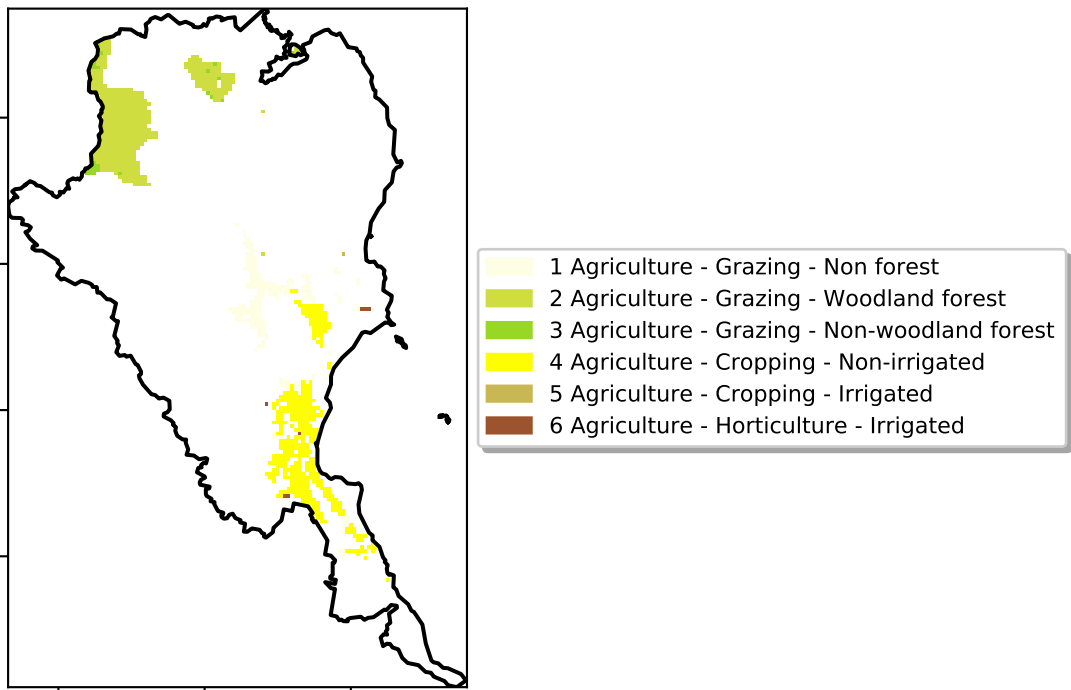 1 Agriculture - Grazing - Non forest
2 Agriculture - Grazing - Woodland forest
3 Agriculture - Grazing - Non-woodland forest
4 Agriculture - Cropping - Non-irrigated
5 Agriculture - Cropping - Irrigated
6 Agriculture - Horticulture - Irrigated